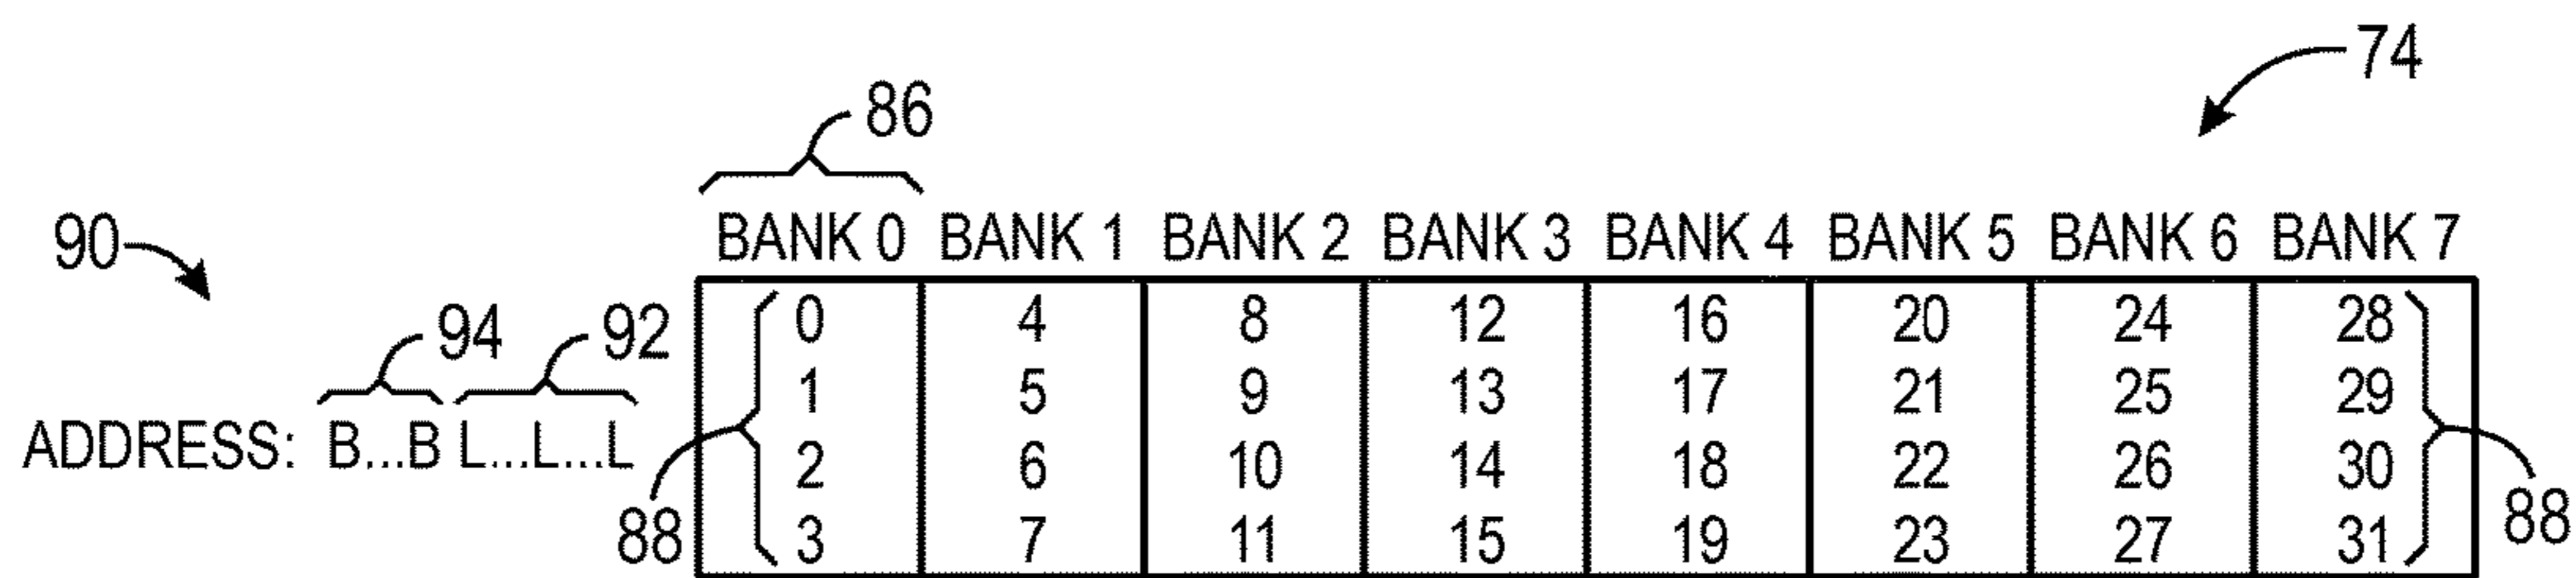 74
86
90
BANK 0 BANK 1 BANK 2 BANK 3 BANK 4 BANK 5 BANK 6 BANK 7
94 92
0 4 8 12 16 20 24 28
1 5 9 13 17 21 25 29
ADDRESS: B...B L...L...L
2 6 10 14 18 22 26 30
88 3 7 11 15 19 23 27 31 88